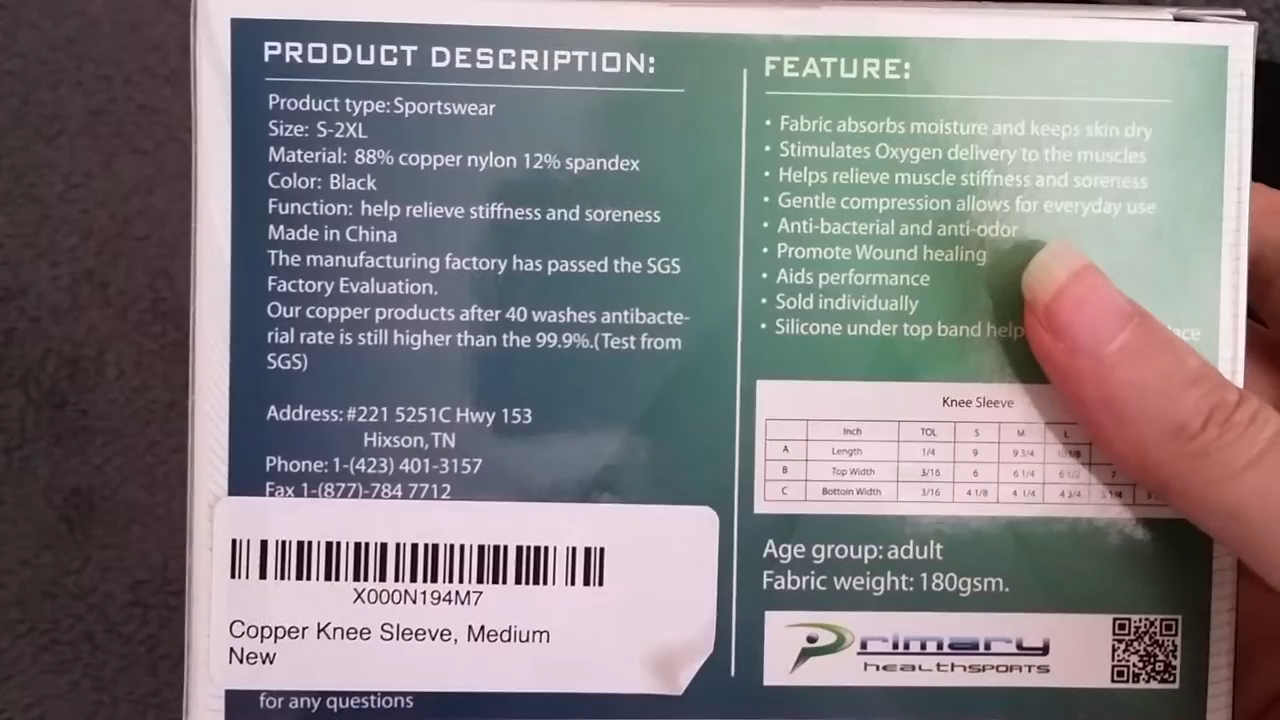 PRODUCT DESCRIPTION:
Product type: Sportswear
Size: S-2XL
Material: 88% copper nylon 12% spandex
Color: Black
Function: help relieve stiffness and soreness
Made in China
The manufacturing factory has passed the SGS
Factory Evaluation.
Our copper products after 40 washes antibacte-
rial rate is still higher than the 99.9%.(Test from
SGS)
Address: #221 5251C Hwy 153
Hixson,TN
Phone: 1-(423) 401-3157
Fax 1-(877)-784 7712
X000N194M7
Copper Knee Sleeve, Medium
New
for any questions
FEATURE:
• Fabric absorbs moisture and keeps skin dry
• Stimulates Oxygen delivery to the muscles
• Helps relieve muscle stiffness and soreness
• Gentle compression allows for everyday use
• Anti-bacterial and anti-odor
• Promote Wound healing
• Aids performance
• Sold individually
• Silicone under top band help
Knee Sleeve
Inch TOL S M L
A Length 1/4 9 9 3/4
B Top Width 3/16 6 6 1/4 6 1/2 7
C Bottain Width 3/16 4 1/8 4 1/4 4 3/4 5 1/4
Age group: adult
Fabric weight: 180gsm.
Primary
HEALTHSPORTS